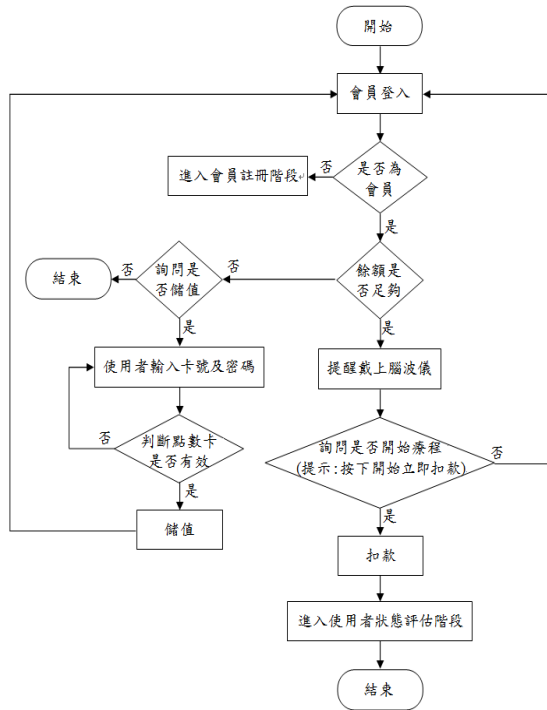 開始
會員登入
是否為
會員
否
進入會員註冊階段
是
餘額是
否足夠
否
詢問是
否儲值
否
結束
是
是
使用者輸入卡號及密碼
提醒戴上腦波儀
判斷點數卡
是否有效
否
詢問是否開始療程
(提示:按下開始立即扣款)
否
是
是
儲值
扣款
進入使用者狀態評估階段
結束